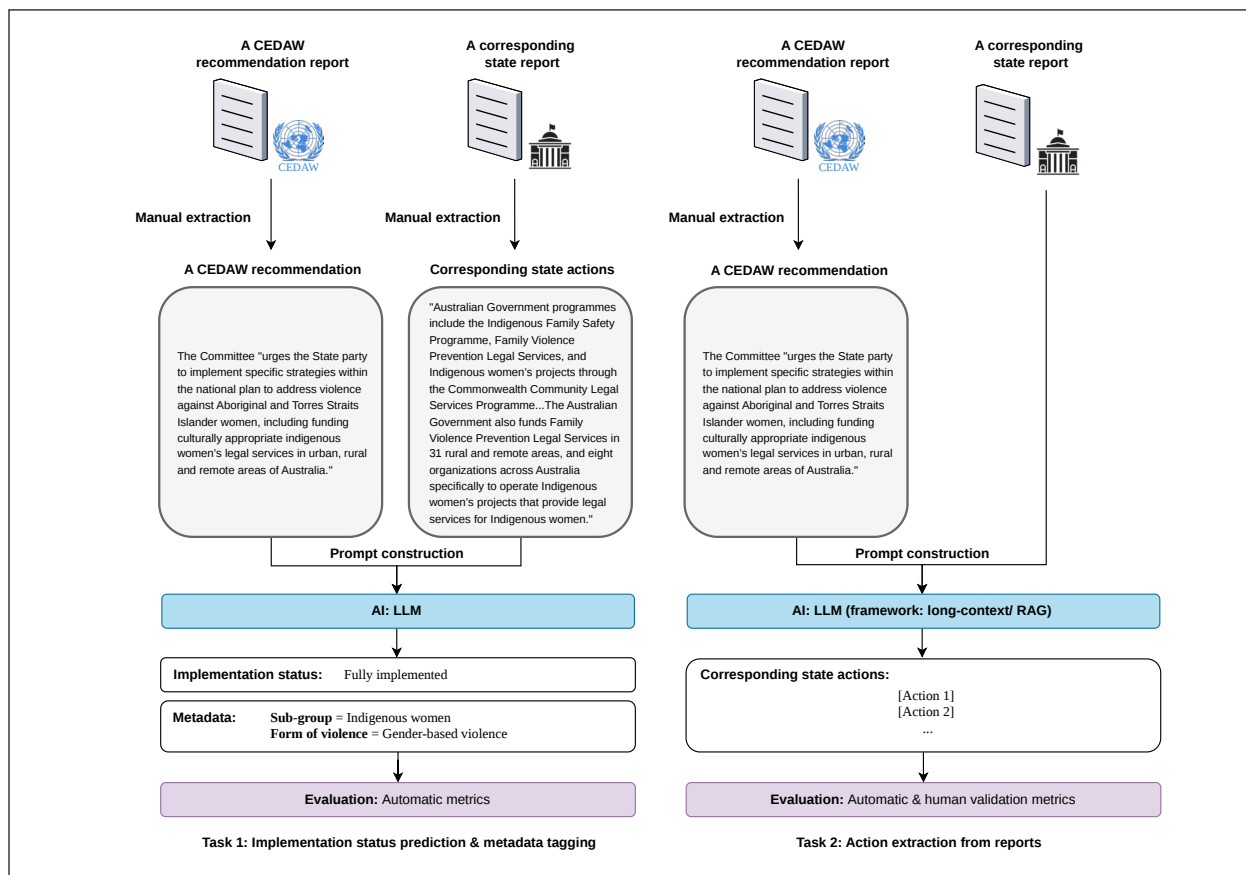 A CEDAW
recommendation report
A corresponding
state report
CEDAW
Manual extraction
Manual extraction
A CEDAW recommendation
Corresponding state actions
The Committee "urges the State party
to implement specific strategies within
the national plan to address violence
against Aboriginal and Torres Straits
Islander women, including funding
culturally appropriate indigenous
women's legal services in urban, rural
and remote areas of Australia."
"Australian Government programmes
include the Indigenous Family Safety
Programme, Family Violence
Prevention Legal Services, and
Indigenous women's projects through
the Commonwealth Community Legal
Services Programme...The Australian
Government also funds Family
Violence Prevention Legal Services in
31 rural and remote areas, and eight
organizations across Australia
specifically to operate Indigenous
women's projects that provide legal
services for Indigenous women."
Prompt construction
AI: LLM
Implementation status: Fully implemented
Metadata: Sub-group = Indigenous women
Form of violence = Gender-based violence
Evaluation: Automatic metrics
Task 1: Implementation status prediction & metadata tagging
A CEDAW
recommendation report
A corresponding
state report
CEDAW
Manual extraction
A CEDAW recommendation
The Committee "urges the State party
to implement specific strategies within
the national plan to address violence
against Aboriginal and Torres Straits
Islander women, including funding
culturally appropriate indigenous
women's legal services in urban, rural
and remote areas of Australia."
Prompt construction
AI: LLM (framework: long-context/ RAG)
Corresponding state actions:
[Action 1]
[Action 2]
...
Evaluation: Automatic & human validation metrics
Task 2: Action extraction from reports